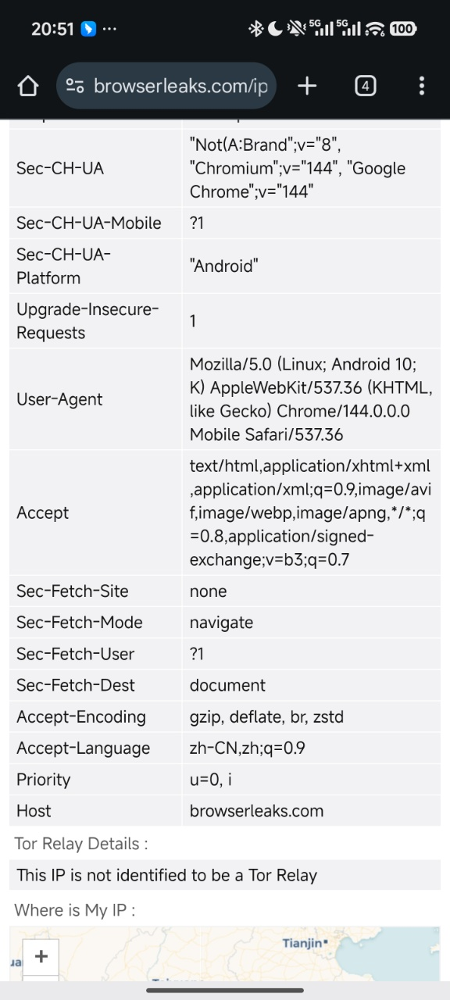 20:51 ...
5G 5G 100
browserleaks.com/ip
4
Sec-CH-UA
"Not(A:Brand";v="8",
"Chromium";v="144", "Google
Chrome";v="144"
Sec-CH-UA-Mobile
?1
Sec-CH-UA-
Platform
"Android"
Upgrade-Insecure-
Requests
1
User-Agent
Mozilla/5.0 (Linux; Android 10;
K) AppleWebKit/537.36 (KHTML,
like Gecko) Chrome/144.0.0.0
Mobile Safari/537.36
Accept
text/html,application/xhtml+xml
,application/xml;q=0.9,image/avi
f,image/webp,image/apng,*/*;q
=0.8,application/signed-
exchange;v=b3;q=0.7
Sec-Fetch-Site
none
Sec-Fetch-Mode
navigate
Sec-Fetch-User
?1
Sec-Fetch-Dest
document
Accept-Encoding
gzip, deflate, br, zstd
Accept-Language
zh-CN,zh;q=0.9
Priority
u=0, i
Host
browserleaks.com
Tor Relay Details :
This IP is not identified to be a Tor Relay
Where is My IP :
Tianjin
+